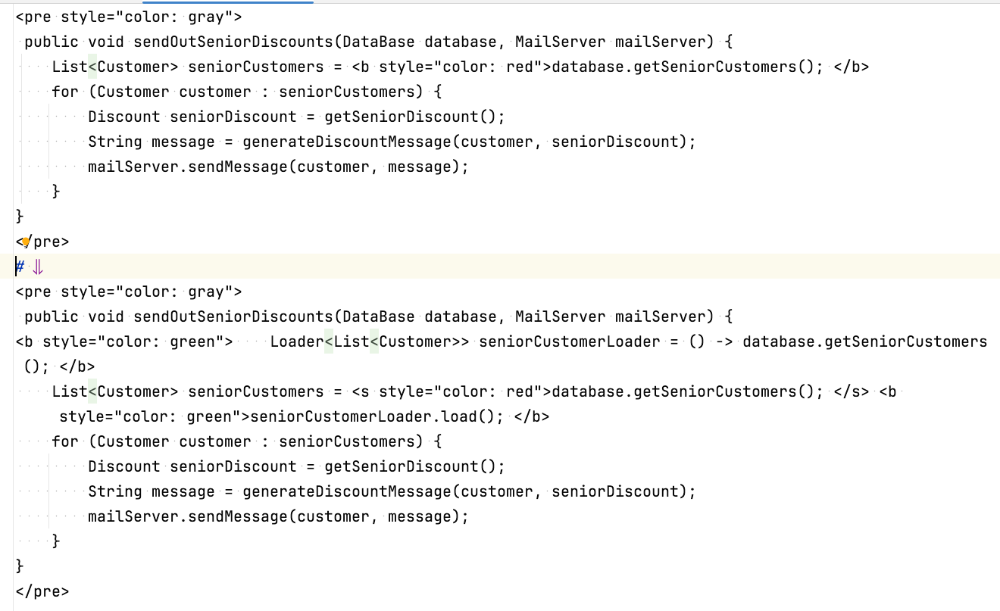 <pre style="color: gray">
 public void sendOutSeniorDiscounts(DataBase database, MailServer mailServer) {
    List<Customer> seniorCustomers = <b style="color: red">database.getSeniorCustomers(); </b>
    for (Customer customer : seniorCustomers) {
        Discount seniorDiscount = getSeniorDiscount();
        String message = generateDiscountMessage(customer, seniorDiscount);
        mailServer.sendMessage(customer, message);
    }
}
</pre>
# ⇓
<pre style="color: gray">
 public void sendOutSeniorDiscounts(DataBase database, MailServer mailServer) {
<b style="color: green">    Loader<List<Customer>> seniorCustomerLoader = () -> database.getSeniorCustomers
(); </b>
    List<Customer> seniorCustomers = <s style="color: red">database.getSeniorCustomers(); </s> <b
style="color: green">seniorCustomerLoader.load(); </b>
    for (Customer customer : seniorCustomers) {
        Discount seniorDiscount = getSeniorDiscount();
        String message = generateDiscountMessage(customer, seniorDiscount);
        mailServer.sendMessage(customer, message);
    }
}
</pre>